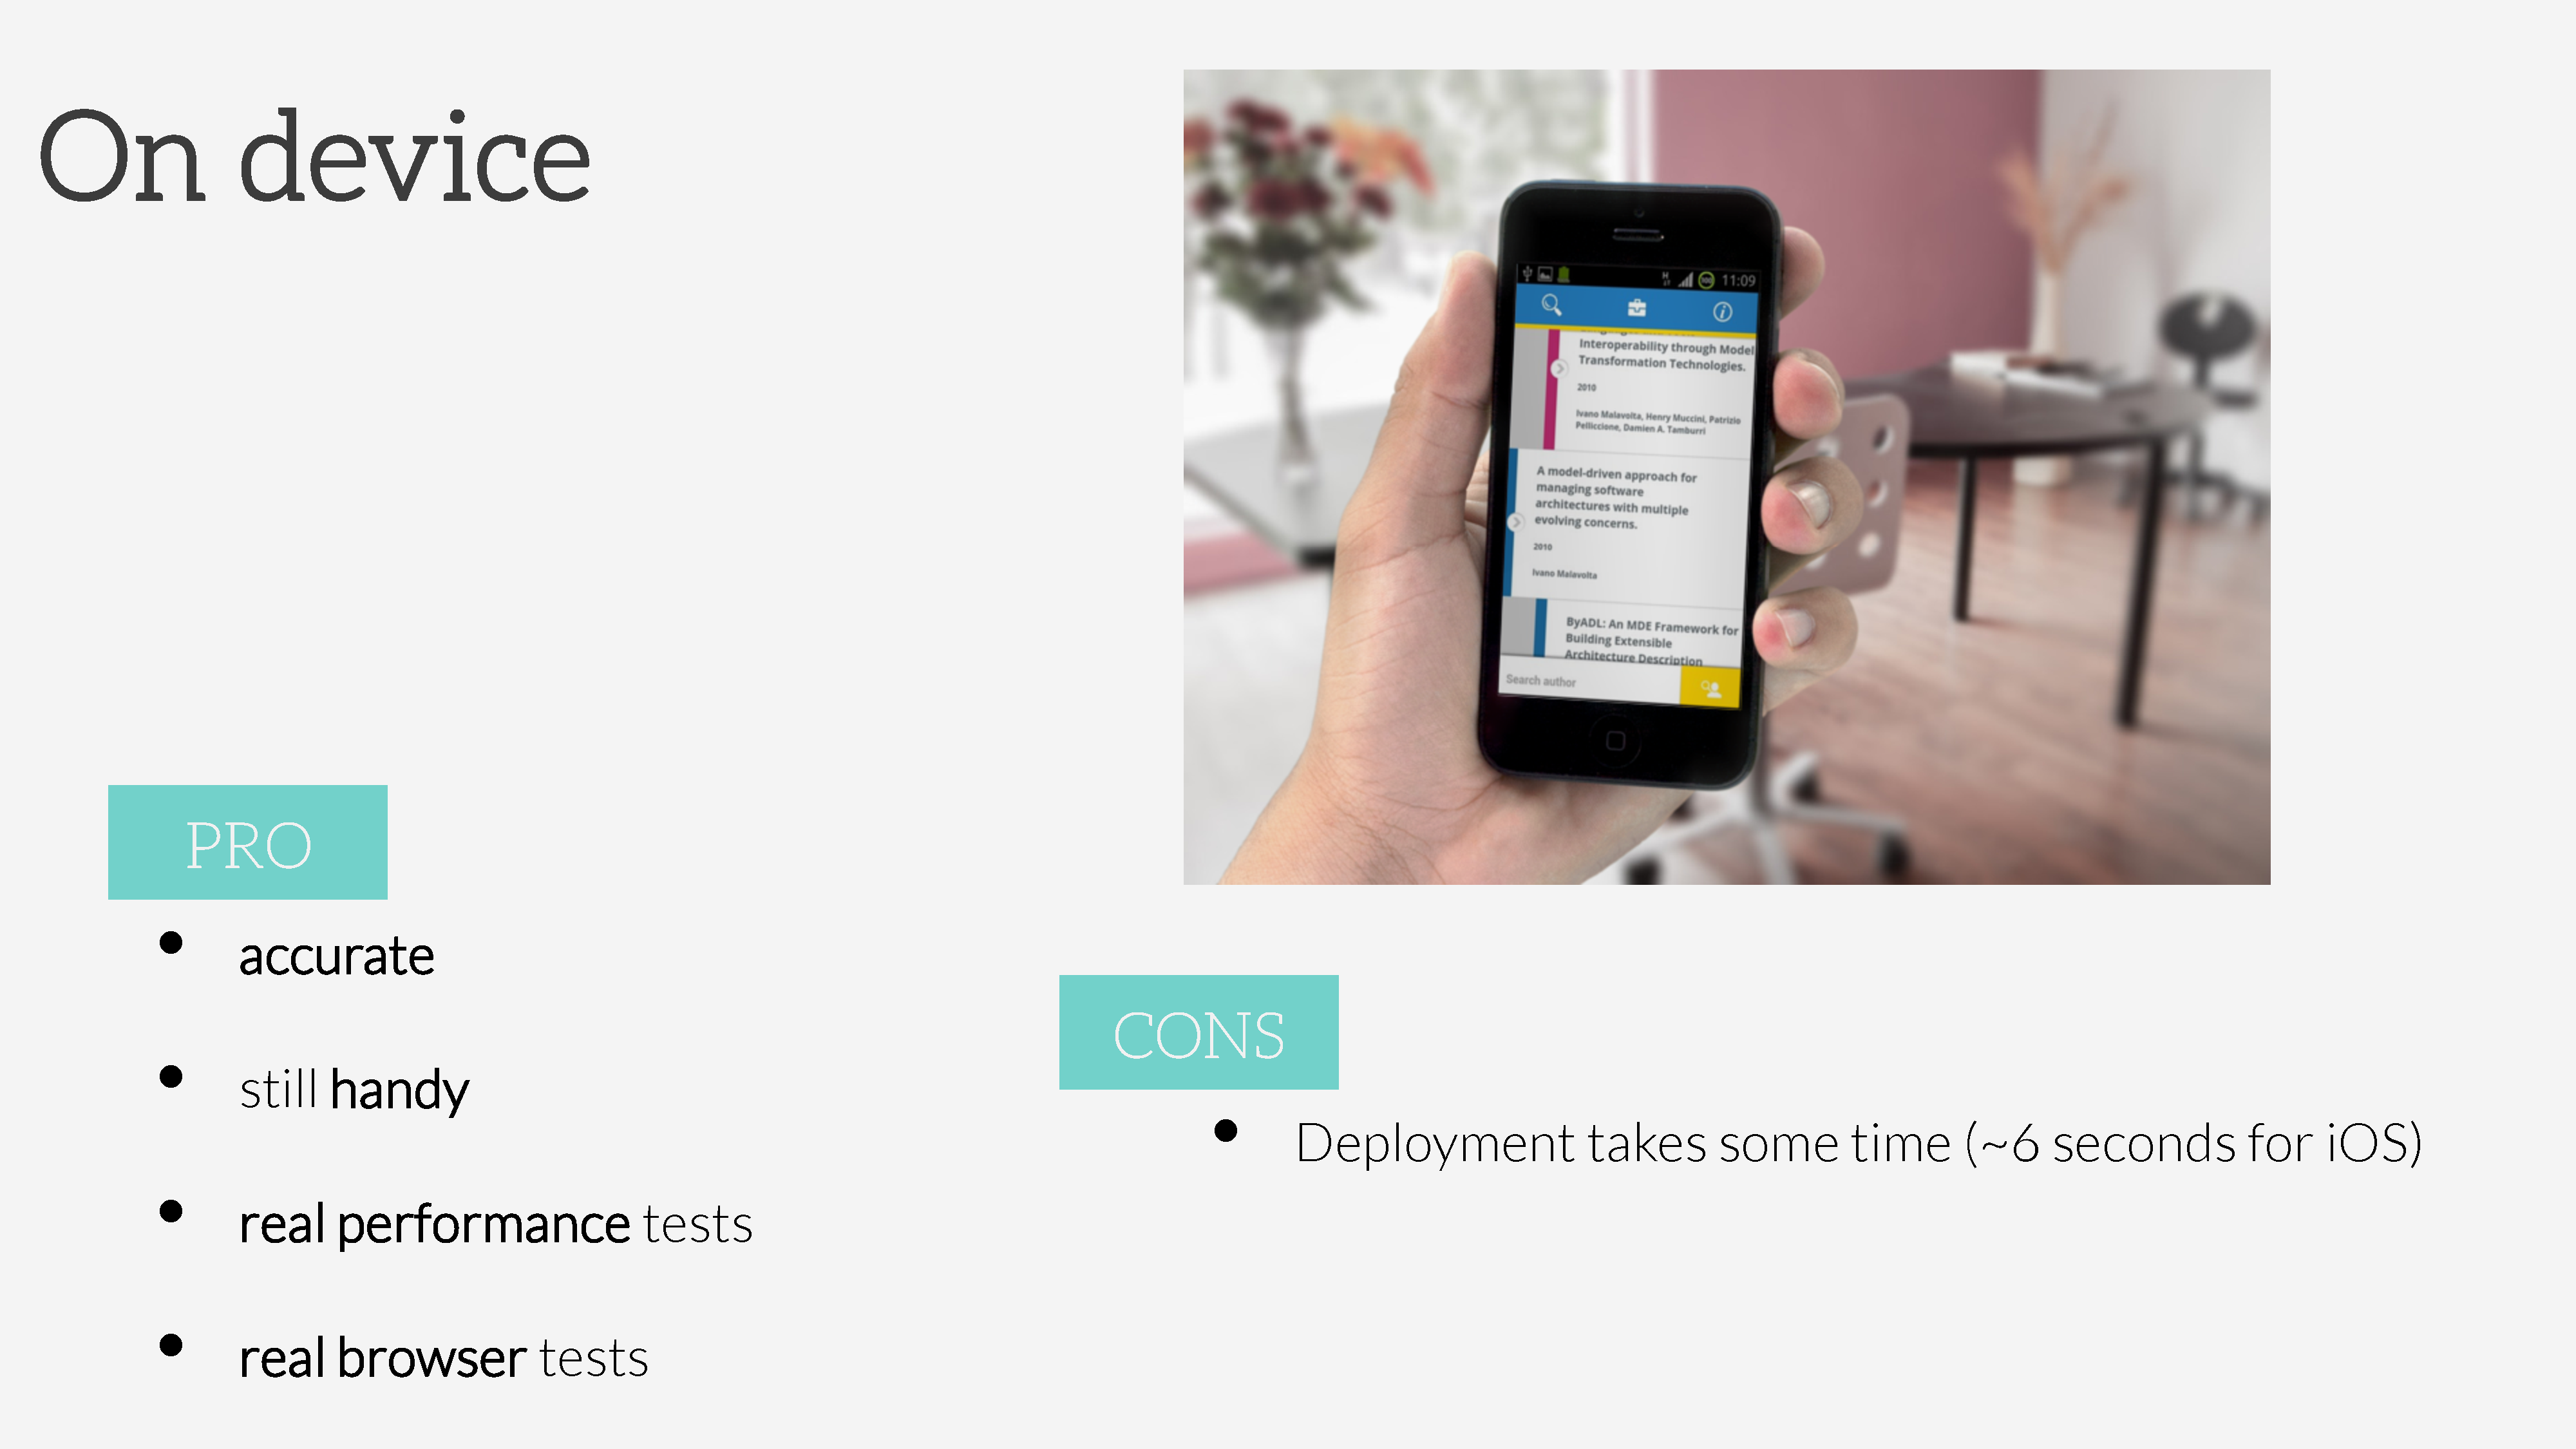 On device
11:09
Interoperability through Model
Transformation Technologies.
2010
Ivano Malavolta, Henry Muccini, Patrizio
Pelliccione, Damien A. Tamburri
A model-driven approach for
managing software
architectures with multiple
evolving concerns.
2010
Ivano Malavolta
ByADL: An MDE Framework for
Building Extensible
Architecture Description
Search author
PRO
• accurate
• still handy
• real performance tests
• real browser tests
CONS
• Deployment takes some time (~6 seconds for iOS)